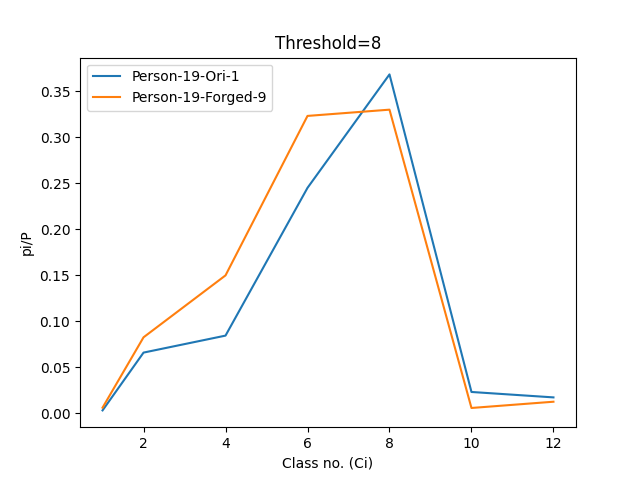 Threshold=8
Person-19-Ori-1
Person-19-Forged-9
pi/P
0.35
0.30
0.25
0.20
0.15
0.10
0.05
0.00
2 4 6 8 10 12
Class no. (Ci)